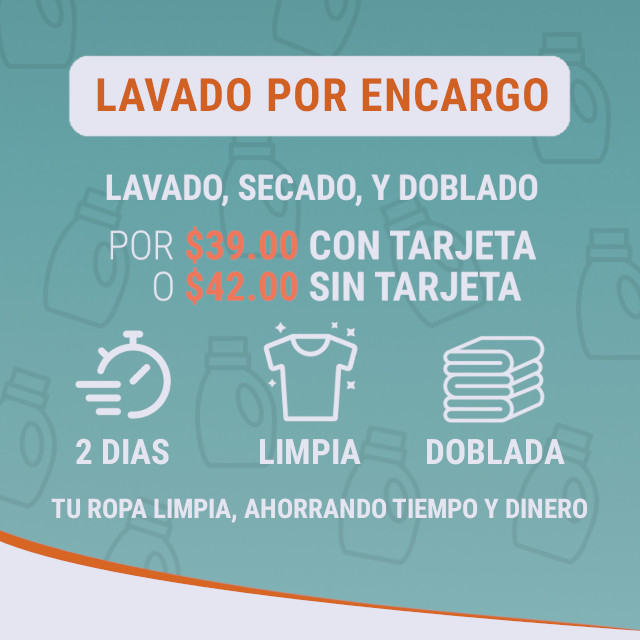 LAVADO POR ENCARGO
LAVADO, SECADO, Y DOBLADO
POR $39.00 CON TARJETA
O $42.00 SIN TARJETA
2 DIAS
LIMPIA
DOBLADA
TU ROPA LIMPIA, AHORRANDO TIEMPO Y DINERO